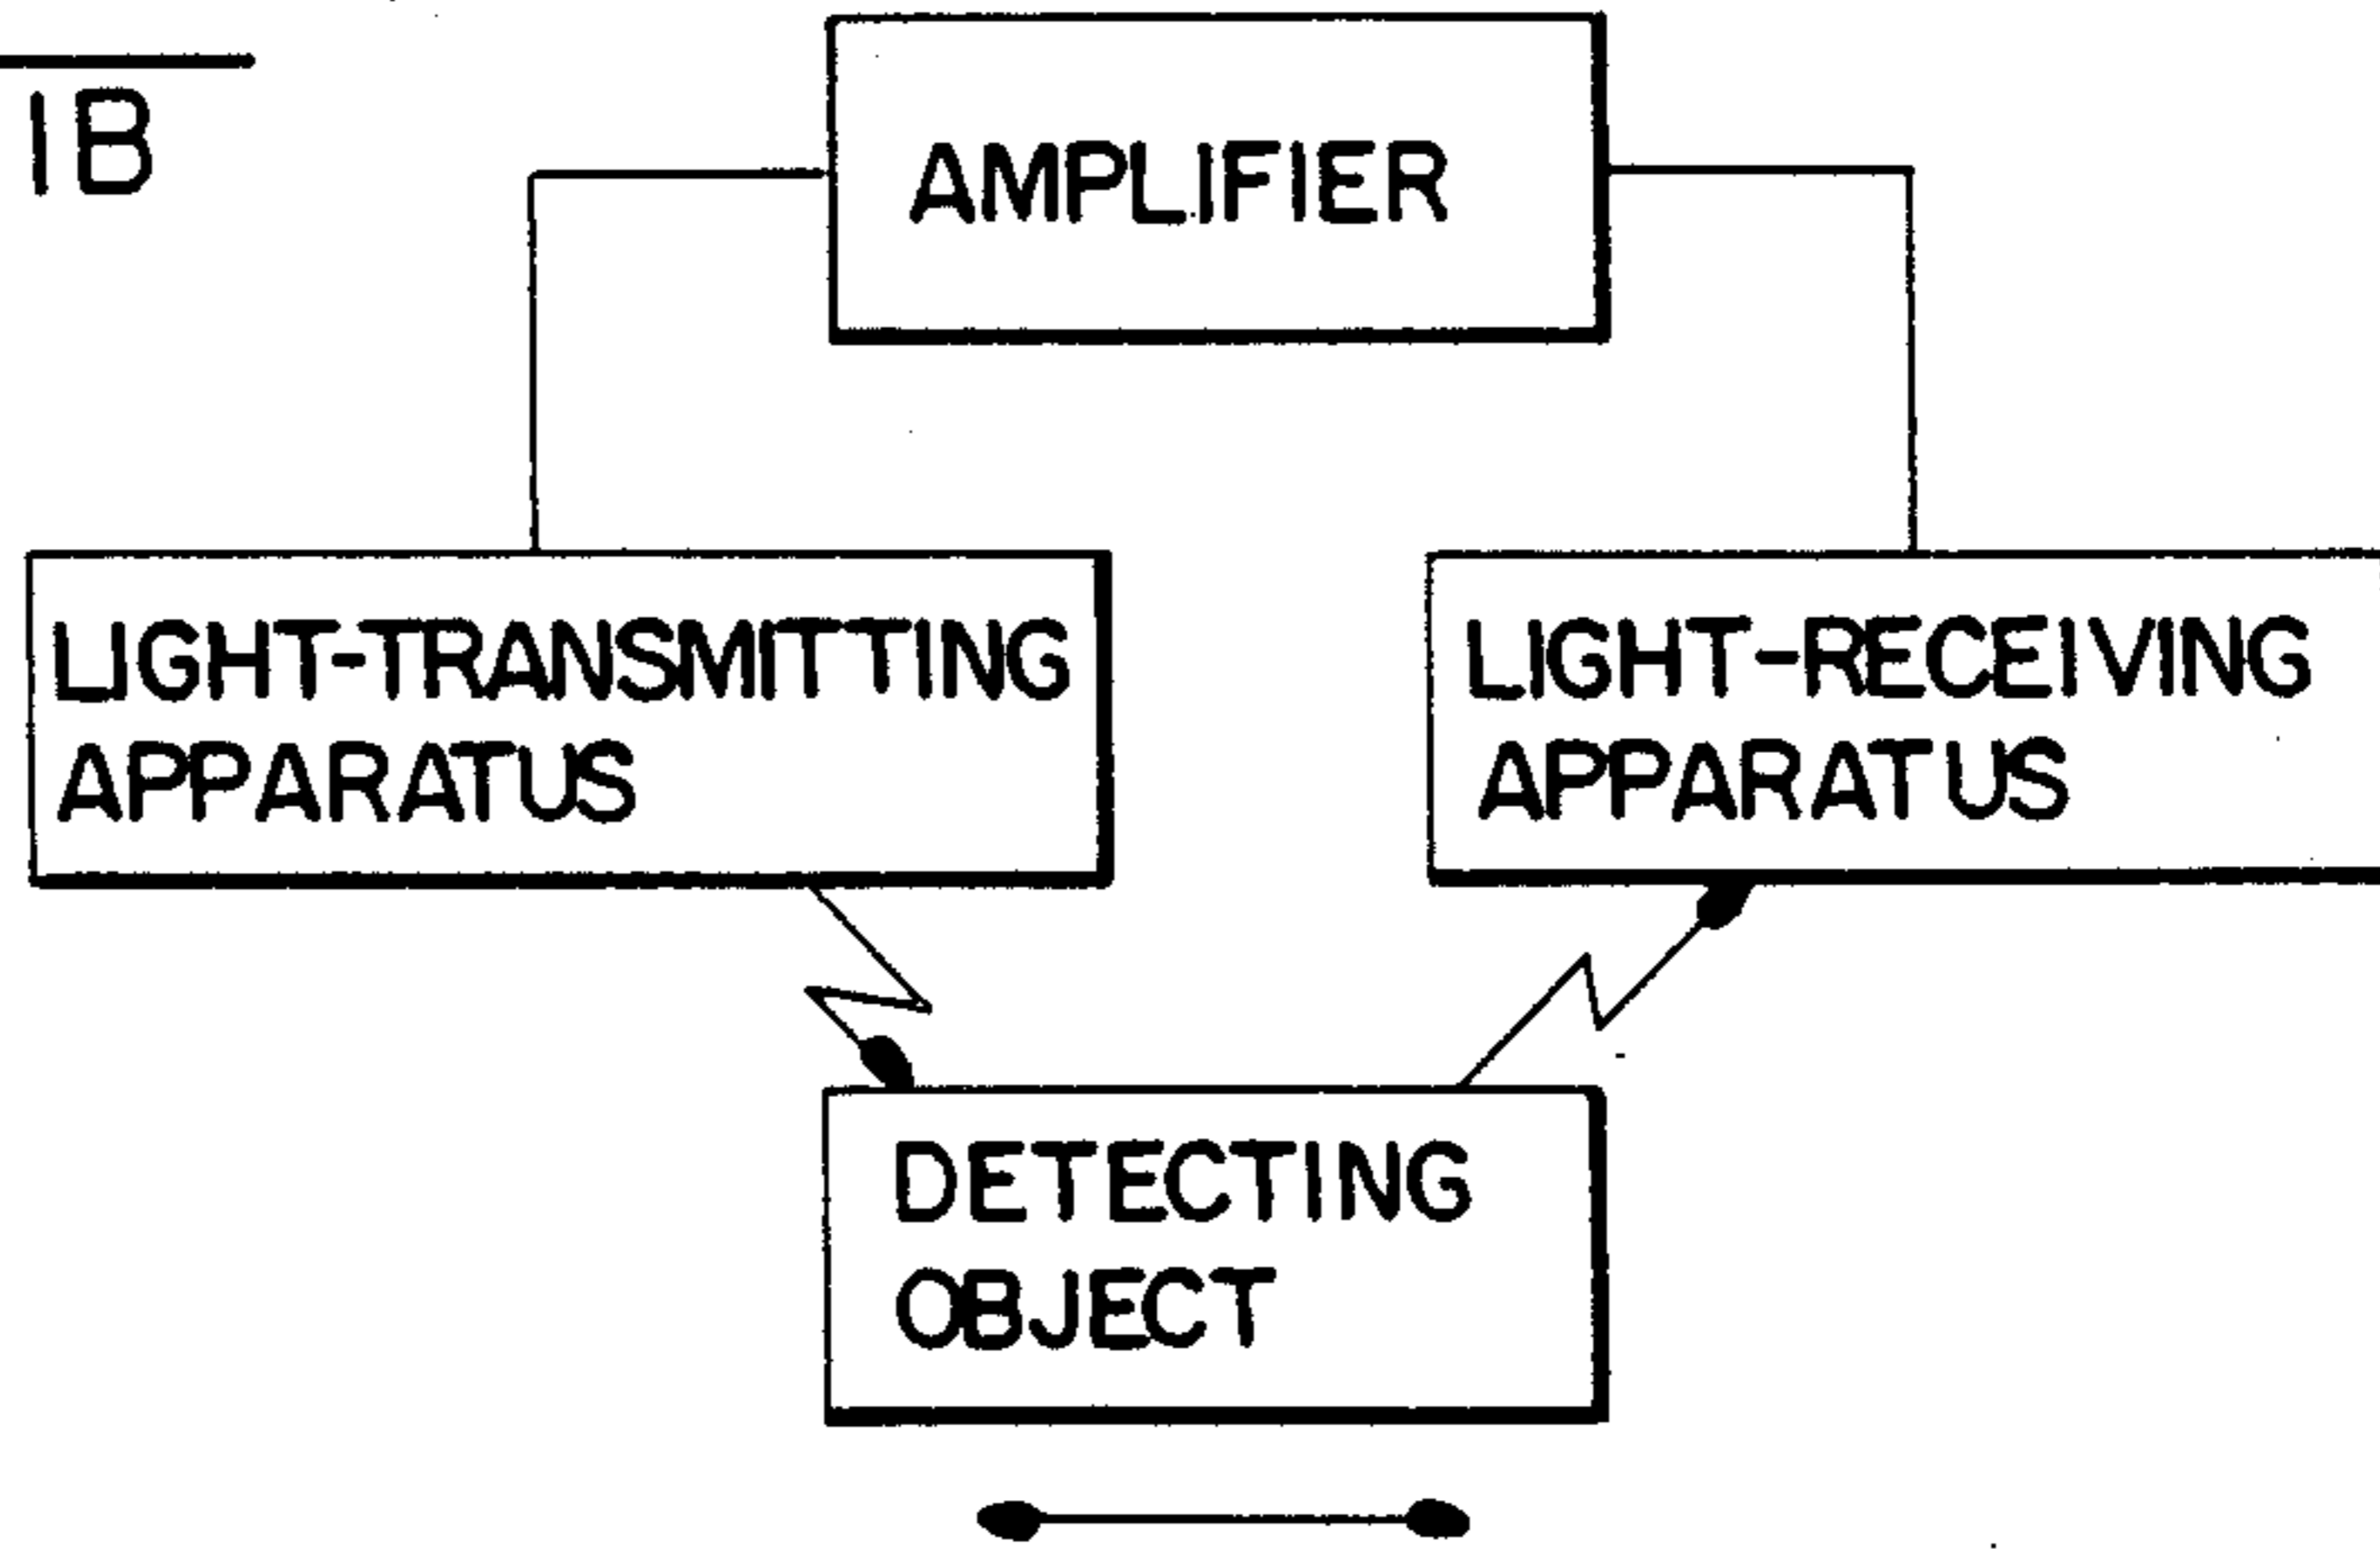 1B
AMPLIFIER
LIGHT-TRANSMITTING
APPARATUS
LIGHT-RECEIVING
APPARATUS
DETECTING
OBJECT